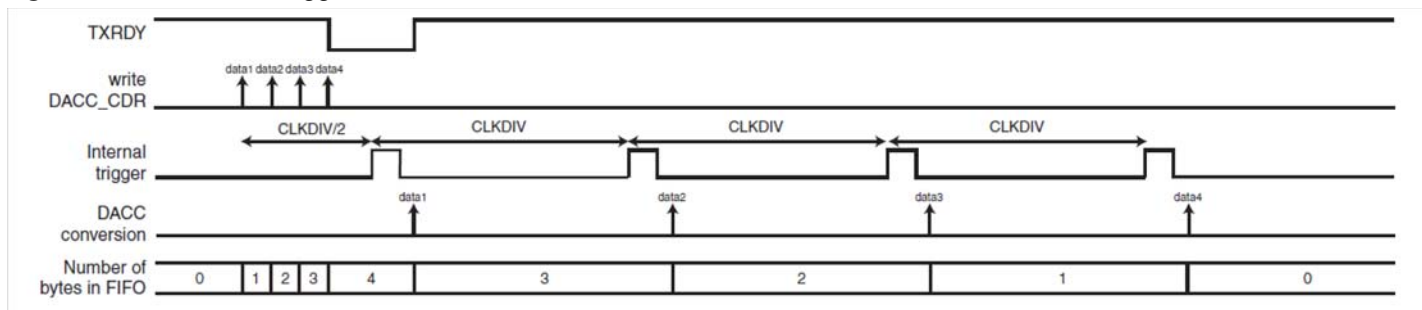 TXRDY
write
DACC_CDR
data1 data2 data3 data4
CLKDIV/2 CLKDIV CLKDIV CLKDIV
Internal
trigger
DACC
conversion
data1 data2 data3 data4
Number of
bytes in FIFO
0 1 2 3 4 3 2 1 0